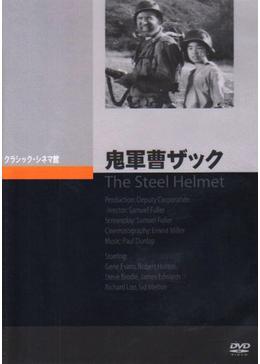 クラシック・シネマ館
鬼軍曹ザック
The Steel Helmet
Production: Deputy Corporation
Director: Samuel Fuller
Screenplay: Samuel Fuller
Cinematography: Ernest Miller
Music: Paul Dunlap
Starring:
Gene Evans, Robert Hutton,
Steve Brodie, James Edwards
Richard Loo, Sid Melton
DVD
VIDEO